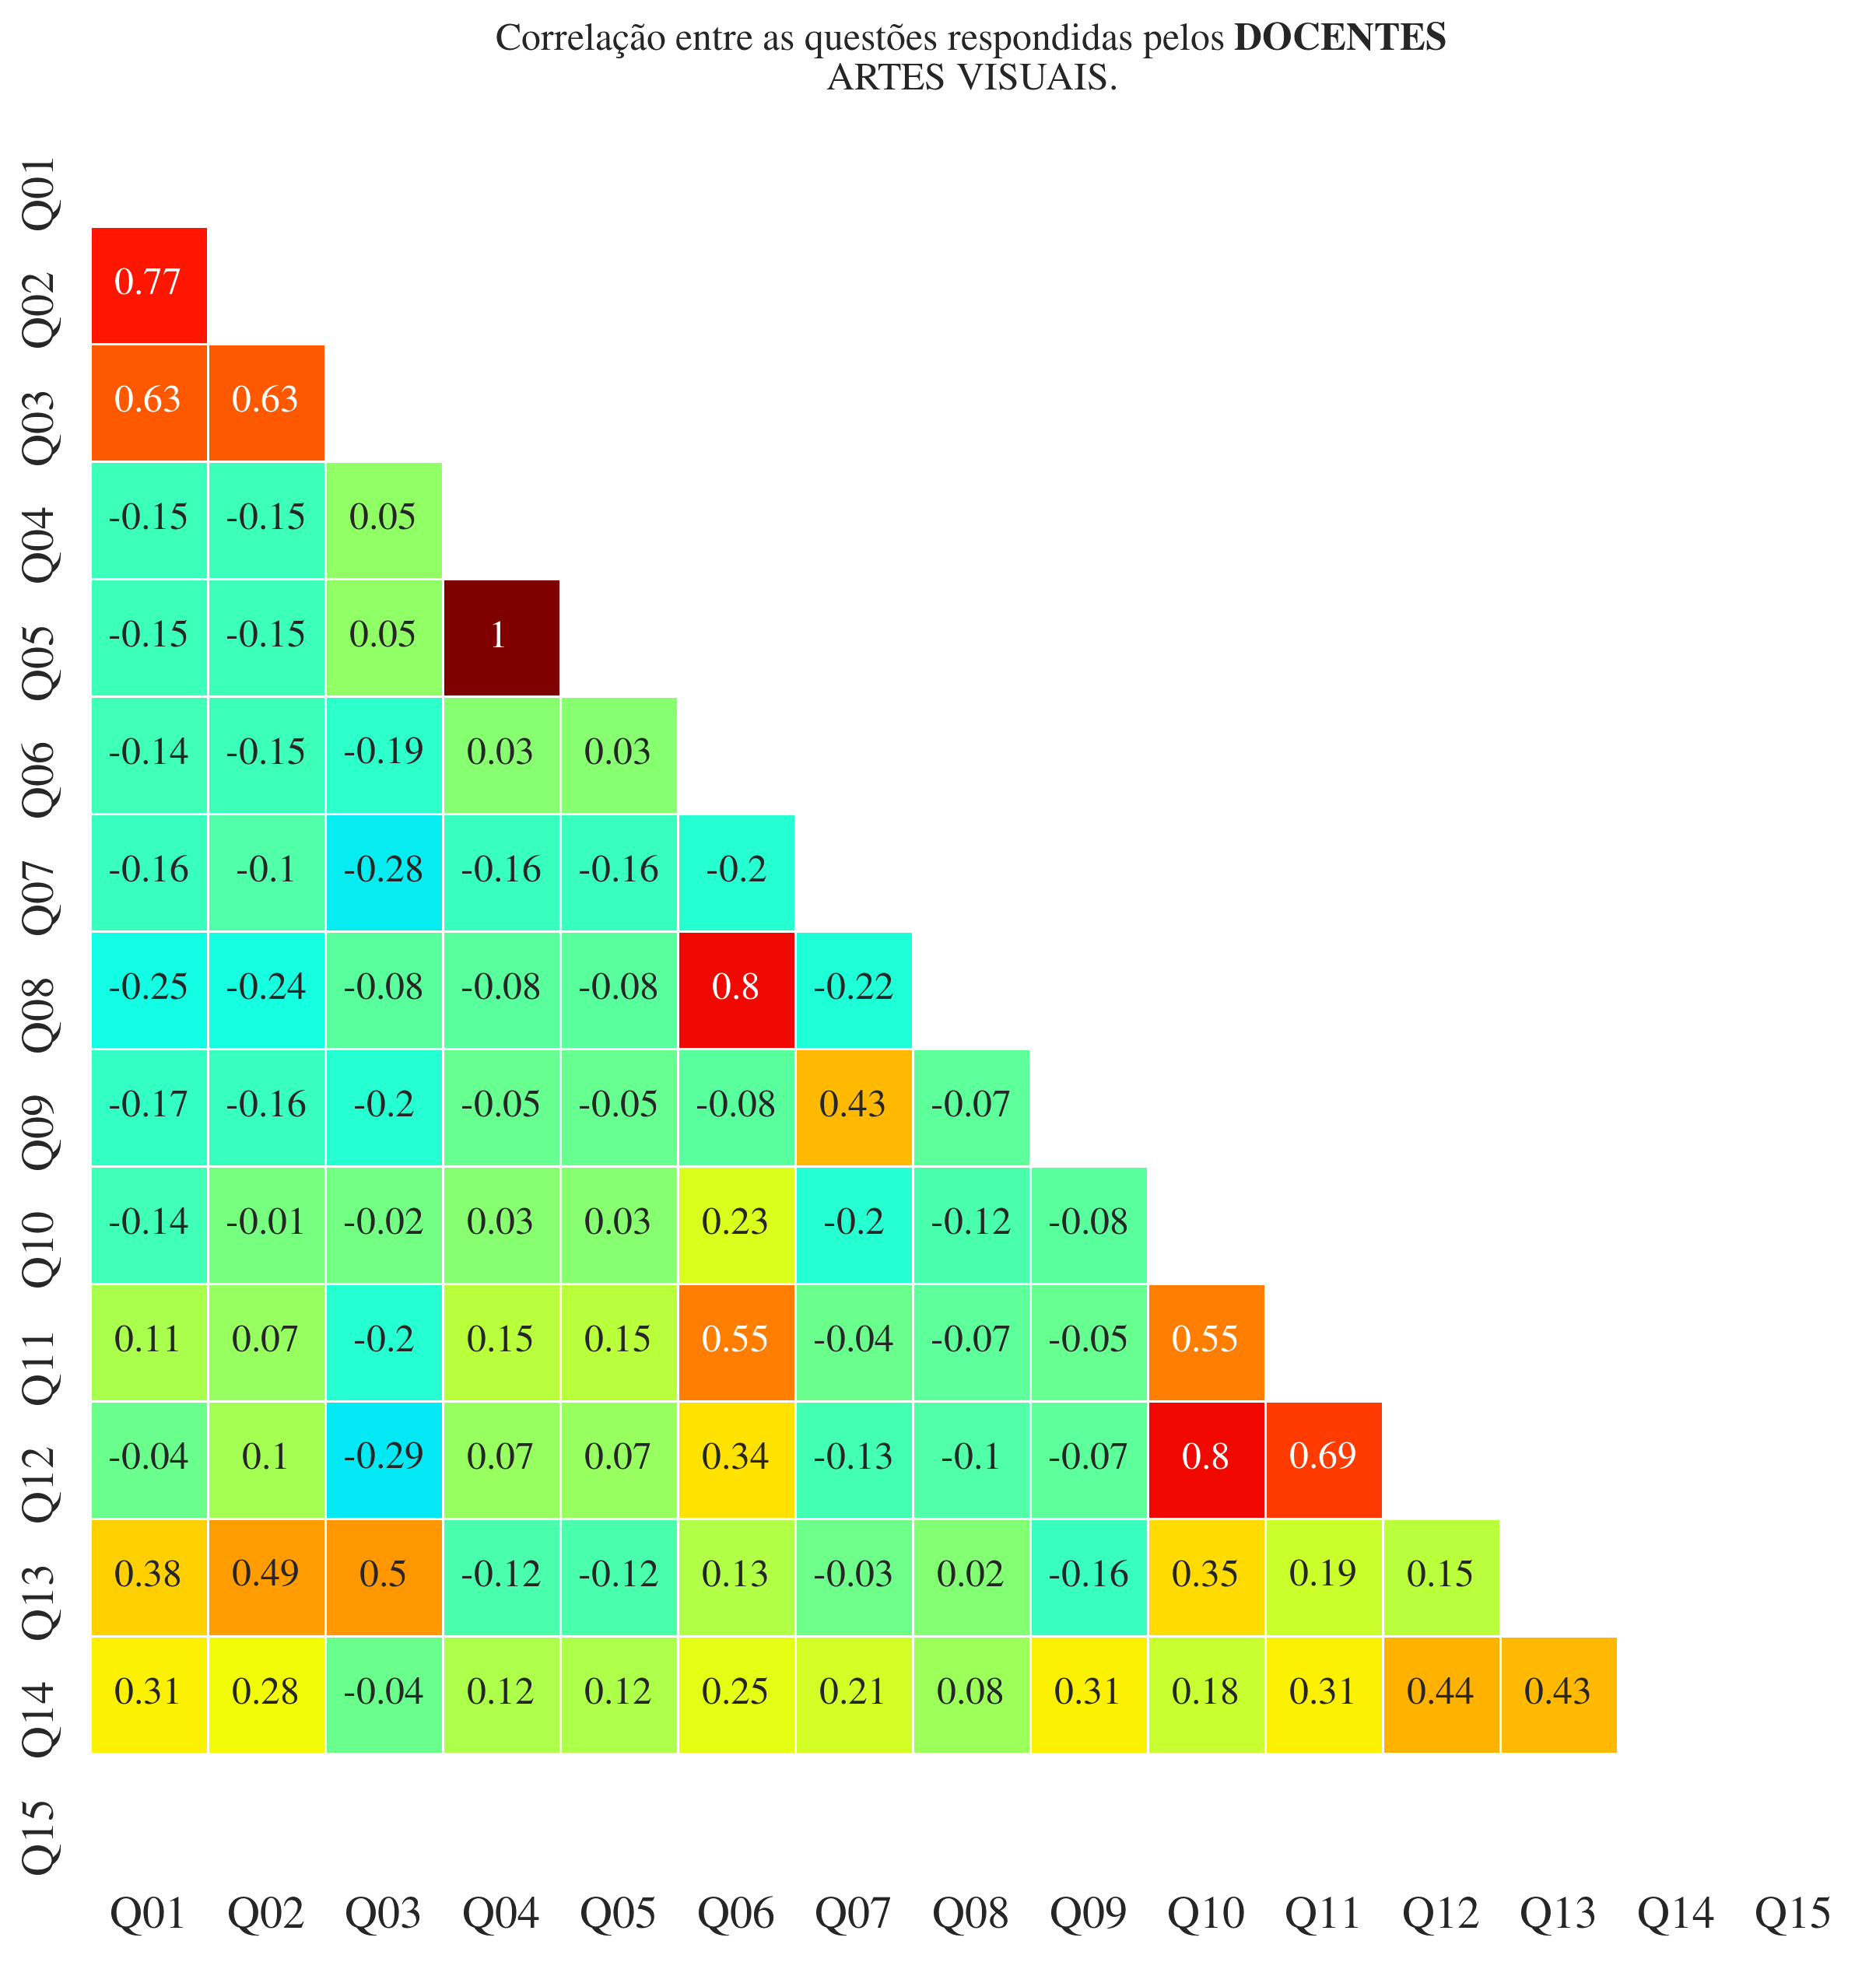 Correlação entre as questões respondidas pelos DOCENTES
ARTES VISUAIS.
Q01
Q02 0.77
Q03 0.63 0.63
Q04 -0.15 -0.15 0.05
Q05 -0.15 -0.15 0.05 1
Q06 -0.14 -0.15 -0.19 0.03 0.03
Q07 -0.16 -0.1 -0.28 -0.16 -0.16 -0.2
Q08 -0.25 -0.24 -0.08 -0.08 -0.08 0.8 -0.22
Q09 -0.17 -0.16 -0.2 -0.05 -0.05 -0.08 0.43 -0.07
Q10 -0.14 -0.01 -0.02 0.03 0.03 0.23 -0.2 -0.12 -0.08
Q11 0.11 0.07 -0.2 0.15 0.15 0.55 -0.04 -0.07 -0.05 0.55
Q12 -0.04 0.1 -0.29 0.07 0.07 0.34 -0.13 -0.1 -0.07 0.8 0.69
Q13 0.38 0.49 0.5 -0.12 -0.12 0.13 -0.03 0.02 -0.16 0.35 0.19 0.15
Q14 0.31 0.28 -0.04 0.12 0.12 0.25 0.21 0.08 0.31 0.18 0.31 0.44 0.43
Q15
Q01 Q02 Q03 Q04 Q05 Q06 Q07 Q08 Q09 Q10 Q11 Q12 Q13 Q14 Q15